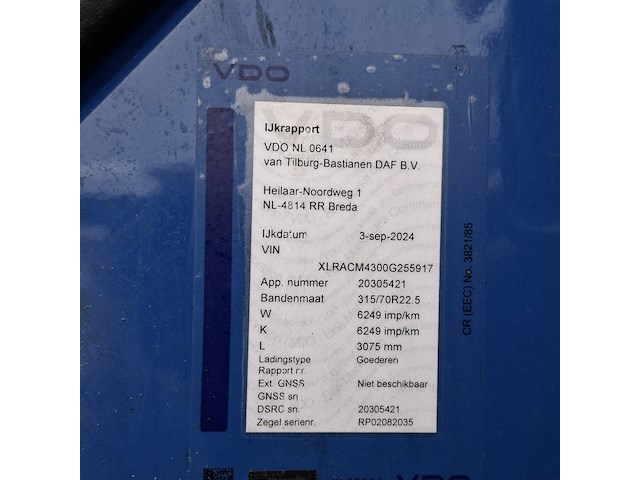 VDO
IJkrapport
VDO NL 0641
van Tilburg-Bastianen DAF B.V.
Heilaar-Noordweg 1
NL-4814 RR Breda
IJkdatum 3-sep-2024
VIN
XLRACM4300G255917
App. nummer 20305421
Bandenmaat 315/70R22.5
W 6249 imp/km
K 6249 imp/km
L 3075 mm
Ladingstype Goederen
Rapport nr.
Ext. GNSS Niet beschikbaar
GNSS sn
DSRC sn. 20305421
Zegel serienr. RP02082035
CR (EEC) No. 3821/85
VDO